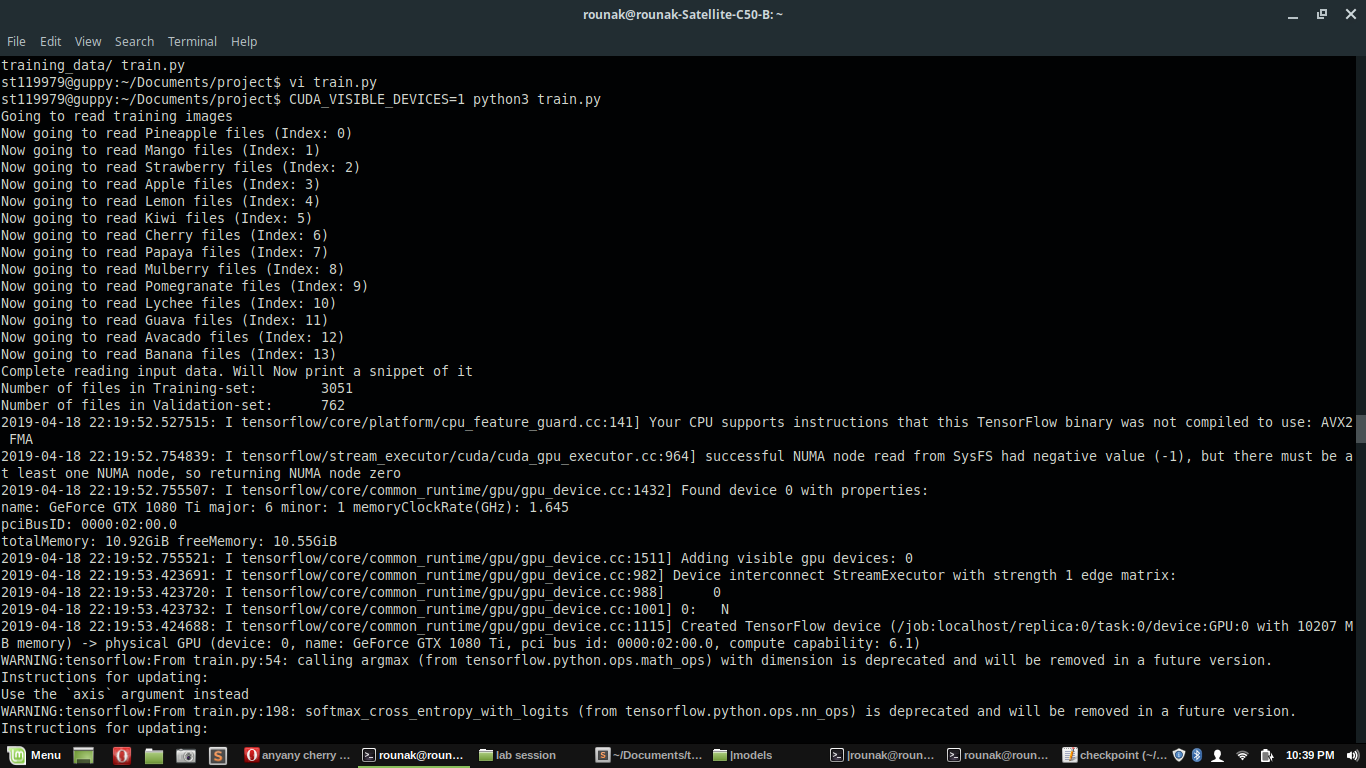 rounak@rounak-Satellite-C50-B: ~
File Edit View Search Terminal Help
training_data/ train.py
st119979@guppy:~/Documents/project$ vi train.py
st119979@guppy:~/Documents/project$ CUDA_VISIBLE_DEVICES=1 python3 train.py
Going to read training images
Now going to read Pineapple files (Index: 0)
Now going to read Mango files (Index: 1)
Now going to read Strawberry files (Index: 2)
Now going to read Apple files (Index: 3)
Now going to read Lemon files (Index: 4)
Now going to read Kiwi files (Index: 5)
Now going to read Cherry files (Index: 6)
Now going to read Papaya files (Index: 7)
Now going to read Mulberry files (Index: 8)
Now going to read Pomegranate files (Index: 9)
Now going to read Lychee files (Index: 10)
Now going to read Guava files (Index: 11)
Now going to read Avacado files (Index: 12)
Now going to read Banana files (Index: 13)
Complete reading input data. Will Now print a snippet of it
Number of files in Training-set:        3051
Number of files in Validation-set:      762
2019-04-18 22:19:52.527515: I tensorflow/core/platform/cpu_feature_guard.cc:141] Your CPU supports instructions that this TensorFlow binary was not compiled to use: AVX2
 FMA
2019-04-18 22:19:52.754839: I tensorflow/stream_executor/cuda/cuda_gpu_executor.cc:964] successful NUMA node read from SysFS had negative value (-1), but there must be a
t least one NUMA node, so returning NUMA node zero
2019-04-18 22:19:52.755507: I tensorflow/core/common_runtime/gpu/gpu_device.cc:1432] Found device 0 with properties:
name: GeForce GTX 1080 Ti major: 6 minor: 1 memoryClockRate(GHz): 1.645
pciBusID: 0000:02:00.0
totalMemory: 10.92GiB freeMemory: 10.55GiB
2019-04-18 22:19:52.755521: I tensorflow/core/common_runtime/gpu/gpu_device.cc:1511] Adding visible gpu devices: 0
2019-04-18 22:19:53.423691: I tensorflow/core/common_runtime/gpu/gpu_device.cc:982] Device interconnect StreamExecutor with strength 1 edge matrix:
2019-04-18 22:19:53.423720: I tensorflow/core/common_runtime/gpu/gpu_device.cc:988]      0
2019-04-18 22:19:53.423732: I tensorflow/core/common_runtime/gpu/gpu_device.cc:1001] 0:   N
2019-04-18 22:19:53.424688: I tensorflow/core/common_runtime/gpu/gpu_device.cc:1115] Created TensorFlow device (/job:localhost/replica:0/task:0/device:GPU:0 with 10207 M
B memory) -> physical GPU (device: 0, name: GeForce GTX 1080 Ti, pci bus id: 0000:02:00.0, compute capability: 6.1)
WARNING:tensorflow:From train.py:54: calling argmax (from tensorflow.python.ops.math_ops) with dimension is deprecated and will be removed in a future version.
Instructions for updating:
Use the `axis` argument instead
WARNING:tensorflow:From train.py:198: softmax_cross_entropy_with_logits (from tensorflow.python.ops.nn_ops) is deprecated and will be removed in a future version.
Instructions for updating:
Menu anyany cherry ... rounak@roun... lab session ~/Documents/t... |models |rounak@roun... rounak@roun... checkpoint (~/... 10:39 PM